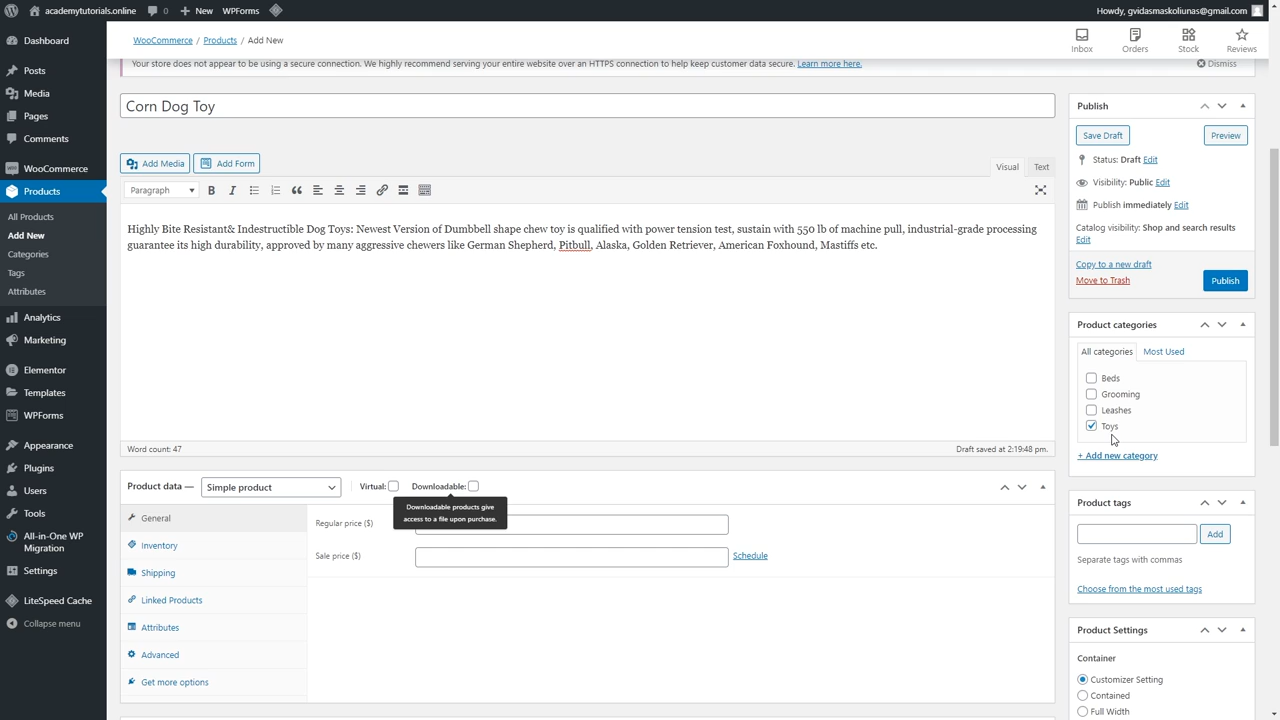 academytutorials.online
0
New
WPForms
Howdy, gvidasmaskoliunas@gmail.com
Dashboard
Posts
Media
Pages
Comments
WooCommerce
Products
All Products
Add New
Categories
Tags
Attributes
Analytics
Marketing
Elementor
Templates
WPForms
Appearance
Plugins
Users
Tools
All-in-One WP
Migration
Settings
LiteSpeed Cache
Collapse menu
WooCommerce / Products / Add New
Inbox
Orders
Stock
Reviews
Your store does not appear to be using a secure connection. We highly recommend serving your entire website over an HTTPS connection to help keep customer data secure. Learn more here.
Dismiss
Corn Dog Toy
Add Media
Add Form
Visual
Text
Paragraph
Highly Bite Resistant& Indestructible Dog Toys: Newest Version of Dumbbell shape chew toy is qualified with power tension test, sustain with 550 lb of machine pull, industrial-grade processing
guarantee its high durability, approved by many aggressive chewers like German Shepherd, Pitbull, Alaska, Golden Retriever, American Foxhound, Mastiffs etc.
Word count: 47
Draft saved at 2:19:48 pm.
Product data —
Simple product
Virtual:
Downloadable:
Downloadable products give
access to a file upon purchase.
General
Inventory
Shipping
Linked Products
Attributes
Advanced
Get more options
Regular price ($)
Sale price ($)
Schedule
Publish
Save Draft
Preview
Status: Draft Edit
Visibility: Public Edit
Publish immediately Edit
Catalog visibility: Shop and search results
Edit
Copy to a new draft
Move to Trash
Publish
Product categories
All categories
Most Used
Beds
Grooming
Leashes
Toys
+ Add new category
Product tags
Add
Separate tags with commas
Choose from the most used tags
Product Settings
Container
Customizer Setting
Contained
Full Width